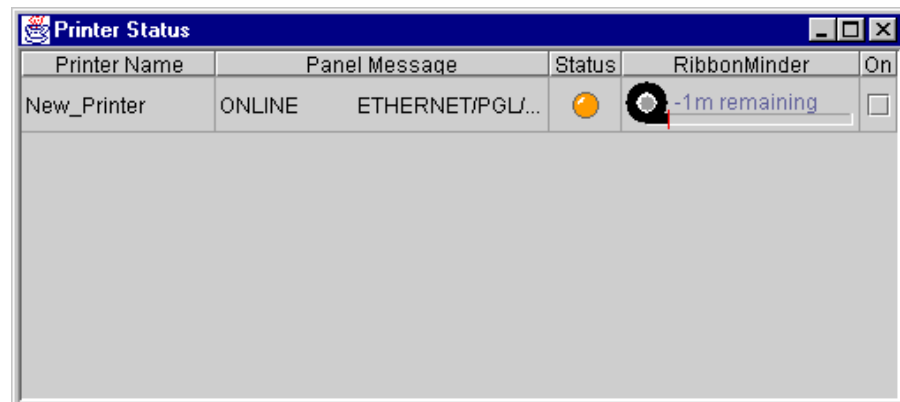 Printer Status
Printer Name Panel Message Status RibbonMinder On
New_Printer ONLINE ETHERNET/PGL/... -1m remaining